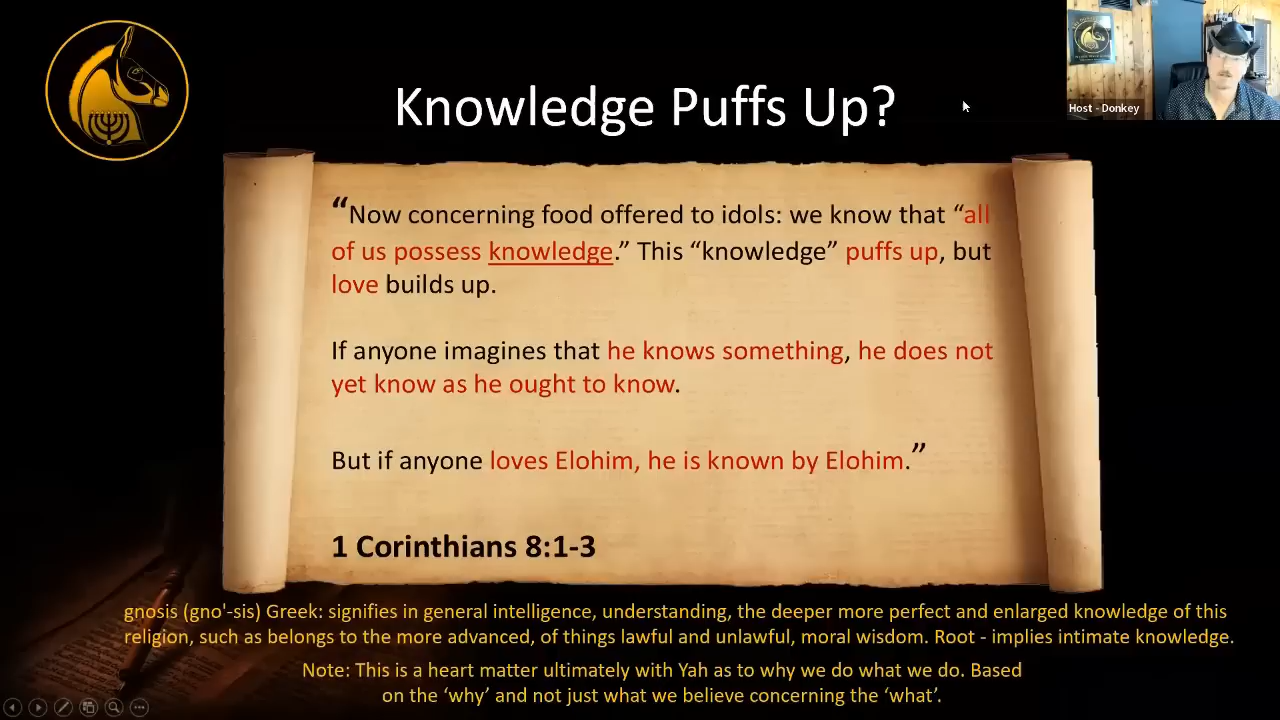 Knowledge Puffs Up?
Host - Donkey
“Now concerning food offered to idols: we know that “all
of us possess knowledge.” This “knowledge” puffs up, but
love builds up.
If anyone imagines that he knows something, he does not
yet know as he ought to know.
But if anyone loves Elohim, he is known by Elohim.”
1 Corinthians 8:1-3
gnosis (gno'-sis) Greek: signifies in general intelligence, understanding, the deeper more perfect and enlarged knowledge of this
religion, such as belongs to the more advanced, of things lawful and unlawful, moral wisdom. Root - implies intimate knowledge.
Note: This is a heart matter ultimately with Yah as to why we do what we do. Based
on the ‘why’ and not just what we believe concerning the ‘what’.